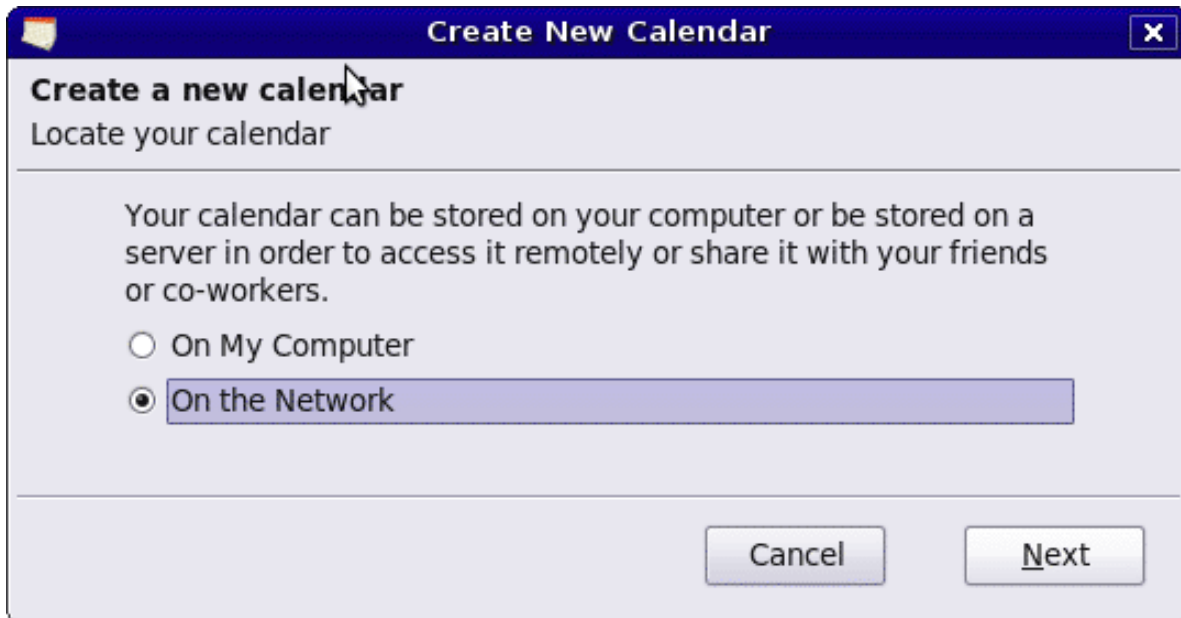 Create New Calendar
Create a new calendar
Locate your calendar
Your calendar can be stored on your computer or be stored on a
server in order to access it remotely or share it with your friends
or co-workers.
On My Computer
On the Network
Cancel
Next